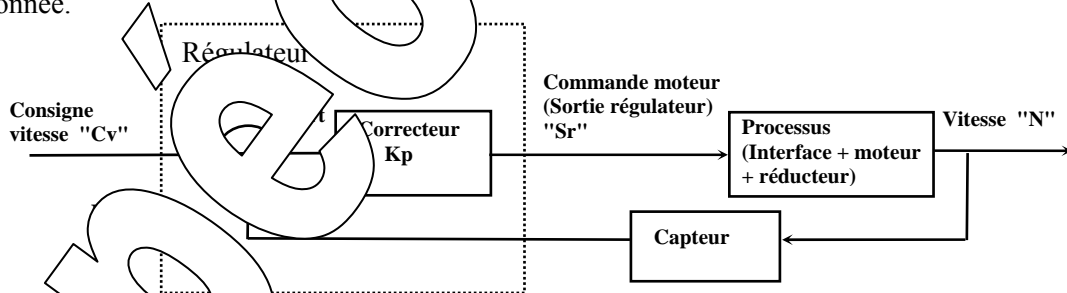 onnée.
Régulateur
Consigne
vitesse "Cv"
Correcteur
Kp
Commande moteur
(Sortie régulateur)
"Sr"
Processus
(Interface + moteur
+ réducteur)
Vitesse "N"
Capteur